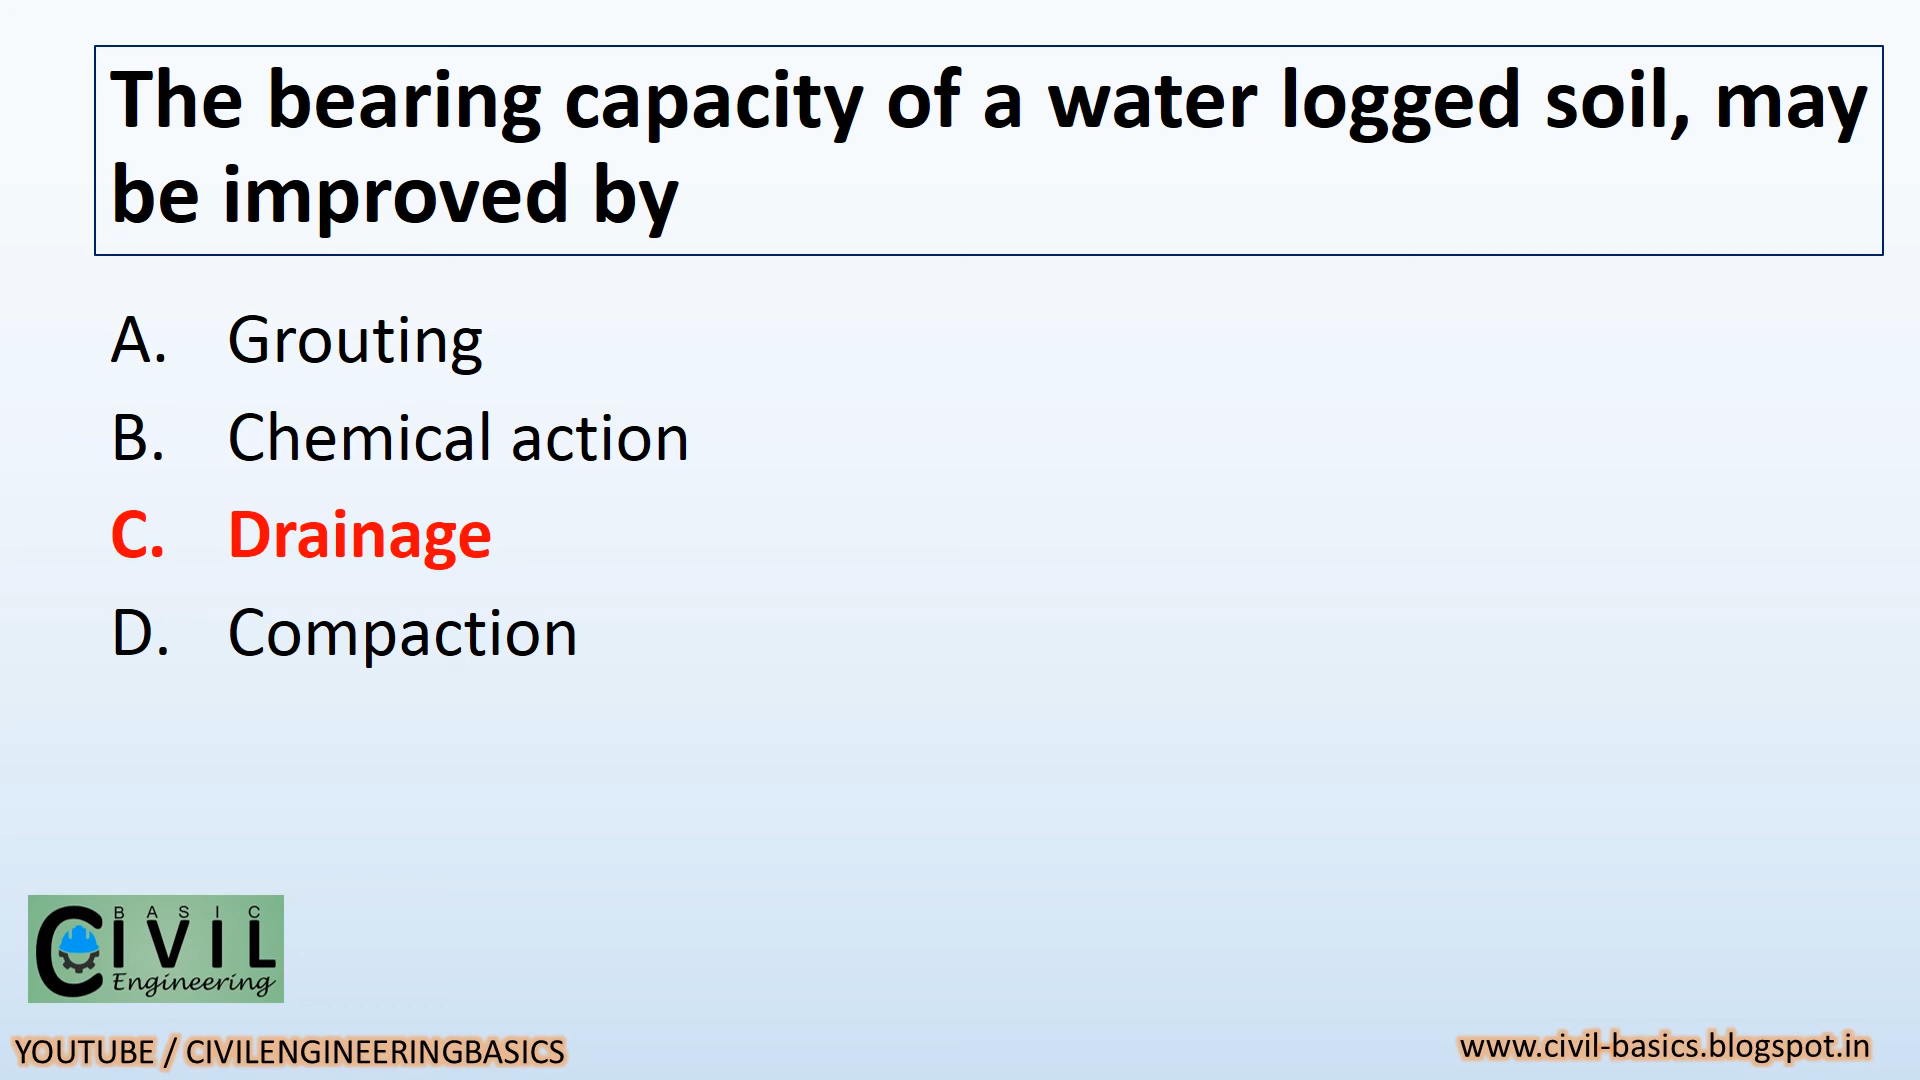 The bearing capacity of a water logged soil, may
be improved by
A. Grouting
B. Chemical action
C. Drainage
D. Compaction
BASIC
CIVIL
Engineering
YOUTUBE / CIVILENGINEERINGBASICS
www.civil-basics.blogspot.in